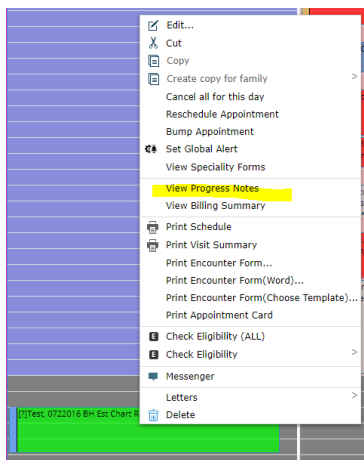 Edit...
Cut
Copy
Create copy for family >
Cancel all for this day
Reschedule Appointment
Bump Appointment
Set Global Alert
View Speciality Forms
View Progress Notes
View Billing Summary
Print Schedule
Print Visit Summary
Print Encounter Form...
Print Encounter Form(Word)...
Print Encounter Form(Choose Template)...
Print Appointment Card
E Check Eligibility (ALL)
E Check Eligibility >
Messenger
Letters >
[?]Test, 0722016 BH Est Chart R
Delete